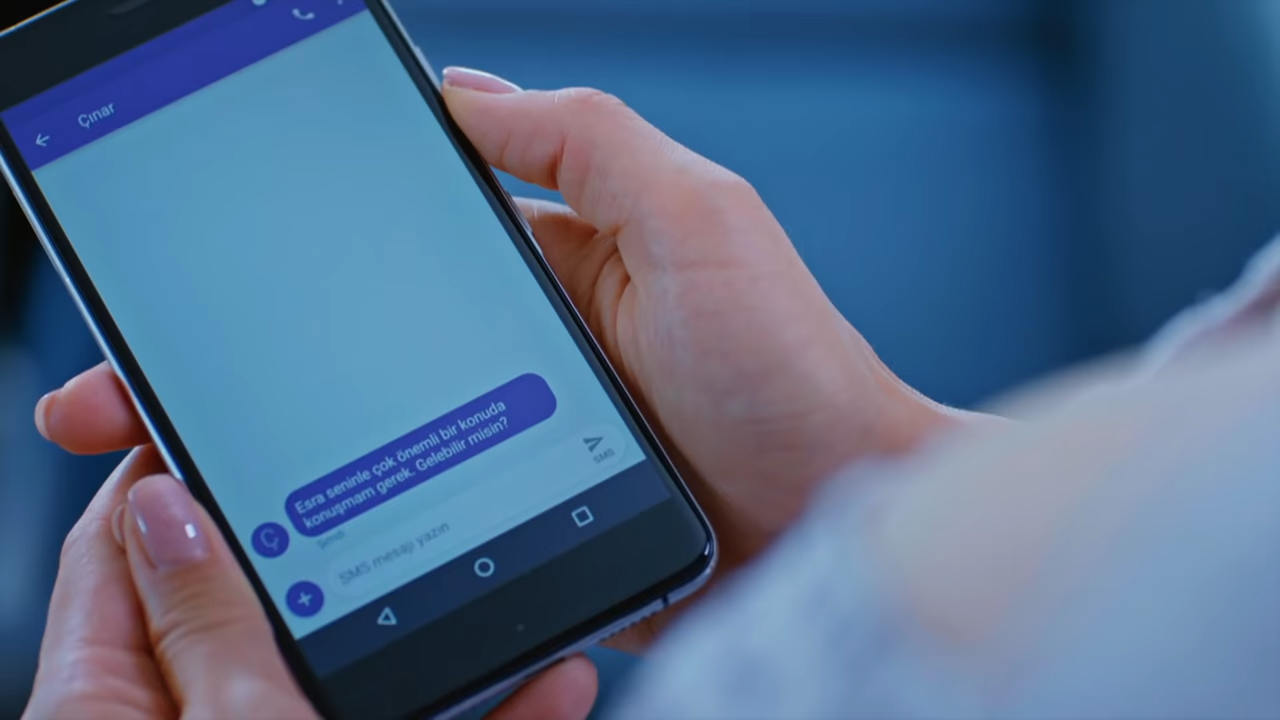 Çınar
Esra seninle çok önemli bir konuda
konuşmam gerek. Gelebilir misin?
Ç
Şimdi
SMS mesajı yazın
SMS